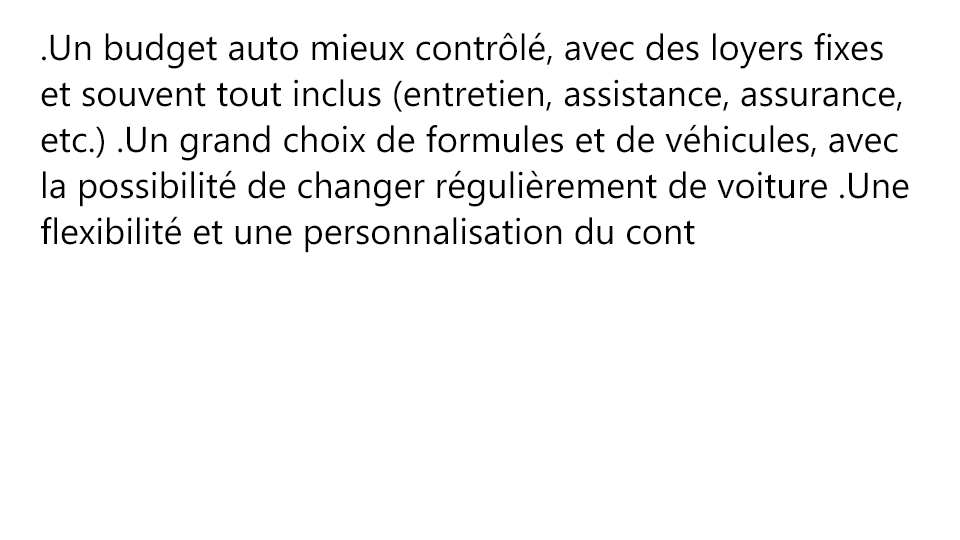 .Un budget auto mieux contrôlé, avec des loyers fixes
et souvent tout inclus (entretien, assistance, assurance,
etc.) .Un grand choix de formules et de véhicules, avec
la possibilité de changer régulièrement de voiture .Une
flexibilité et une personnalisation du cont